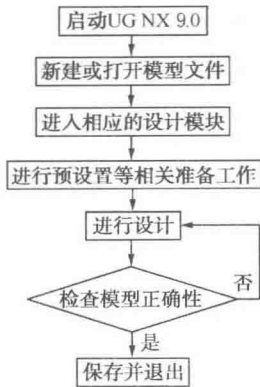 启动UG NX 9.0
新建或打开模型文件
进入相应的设计模块
进行预设置等相关准备工作
进行设计
否
检查模型正确性
是
保存并退出